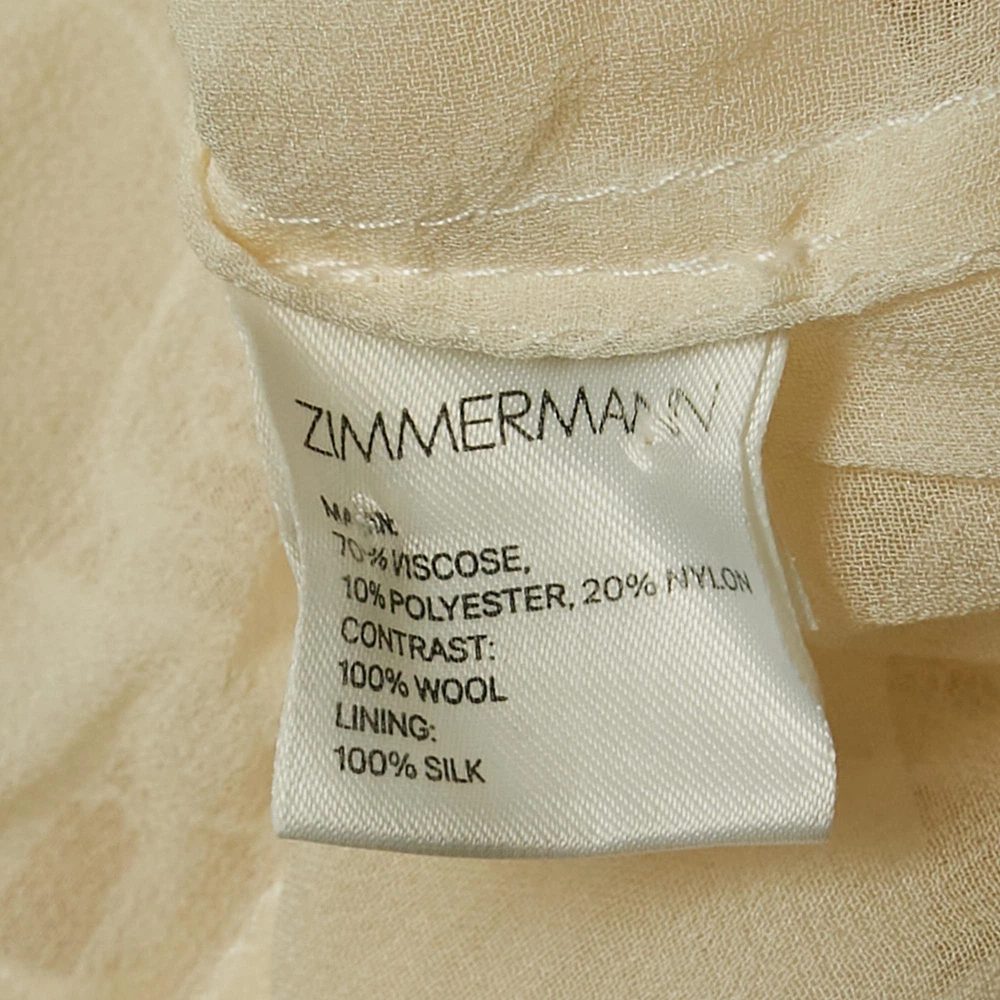 ZIMMERMANN
MAIN:
70% VISCOSE,
10% POLYESTER, 20% NYLON
CONTRAST:
100% WOOL
LINING:
100% SILK